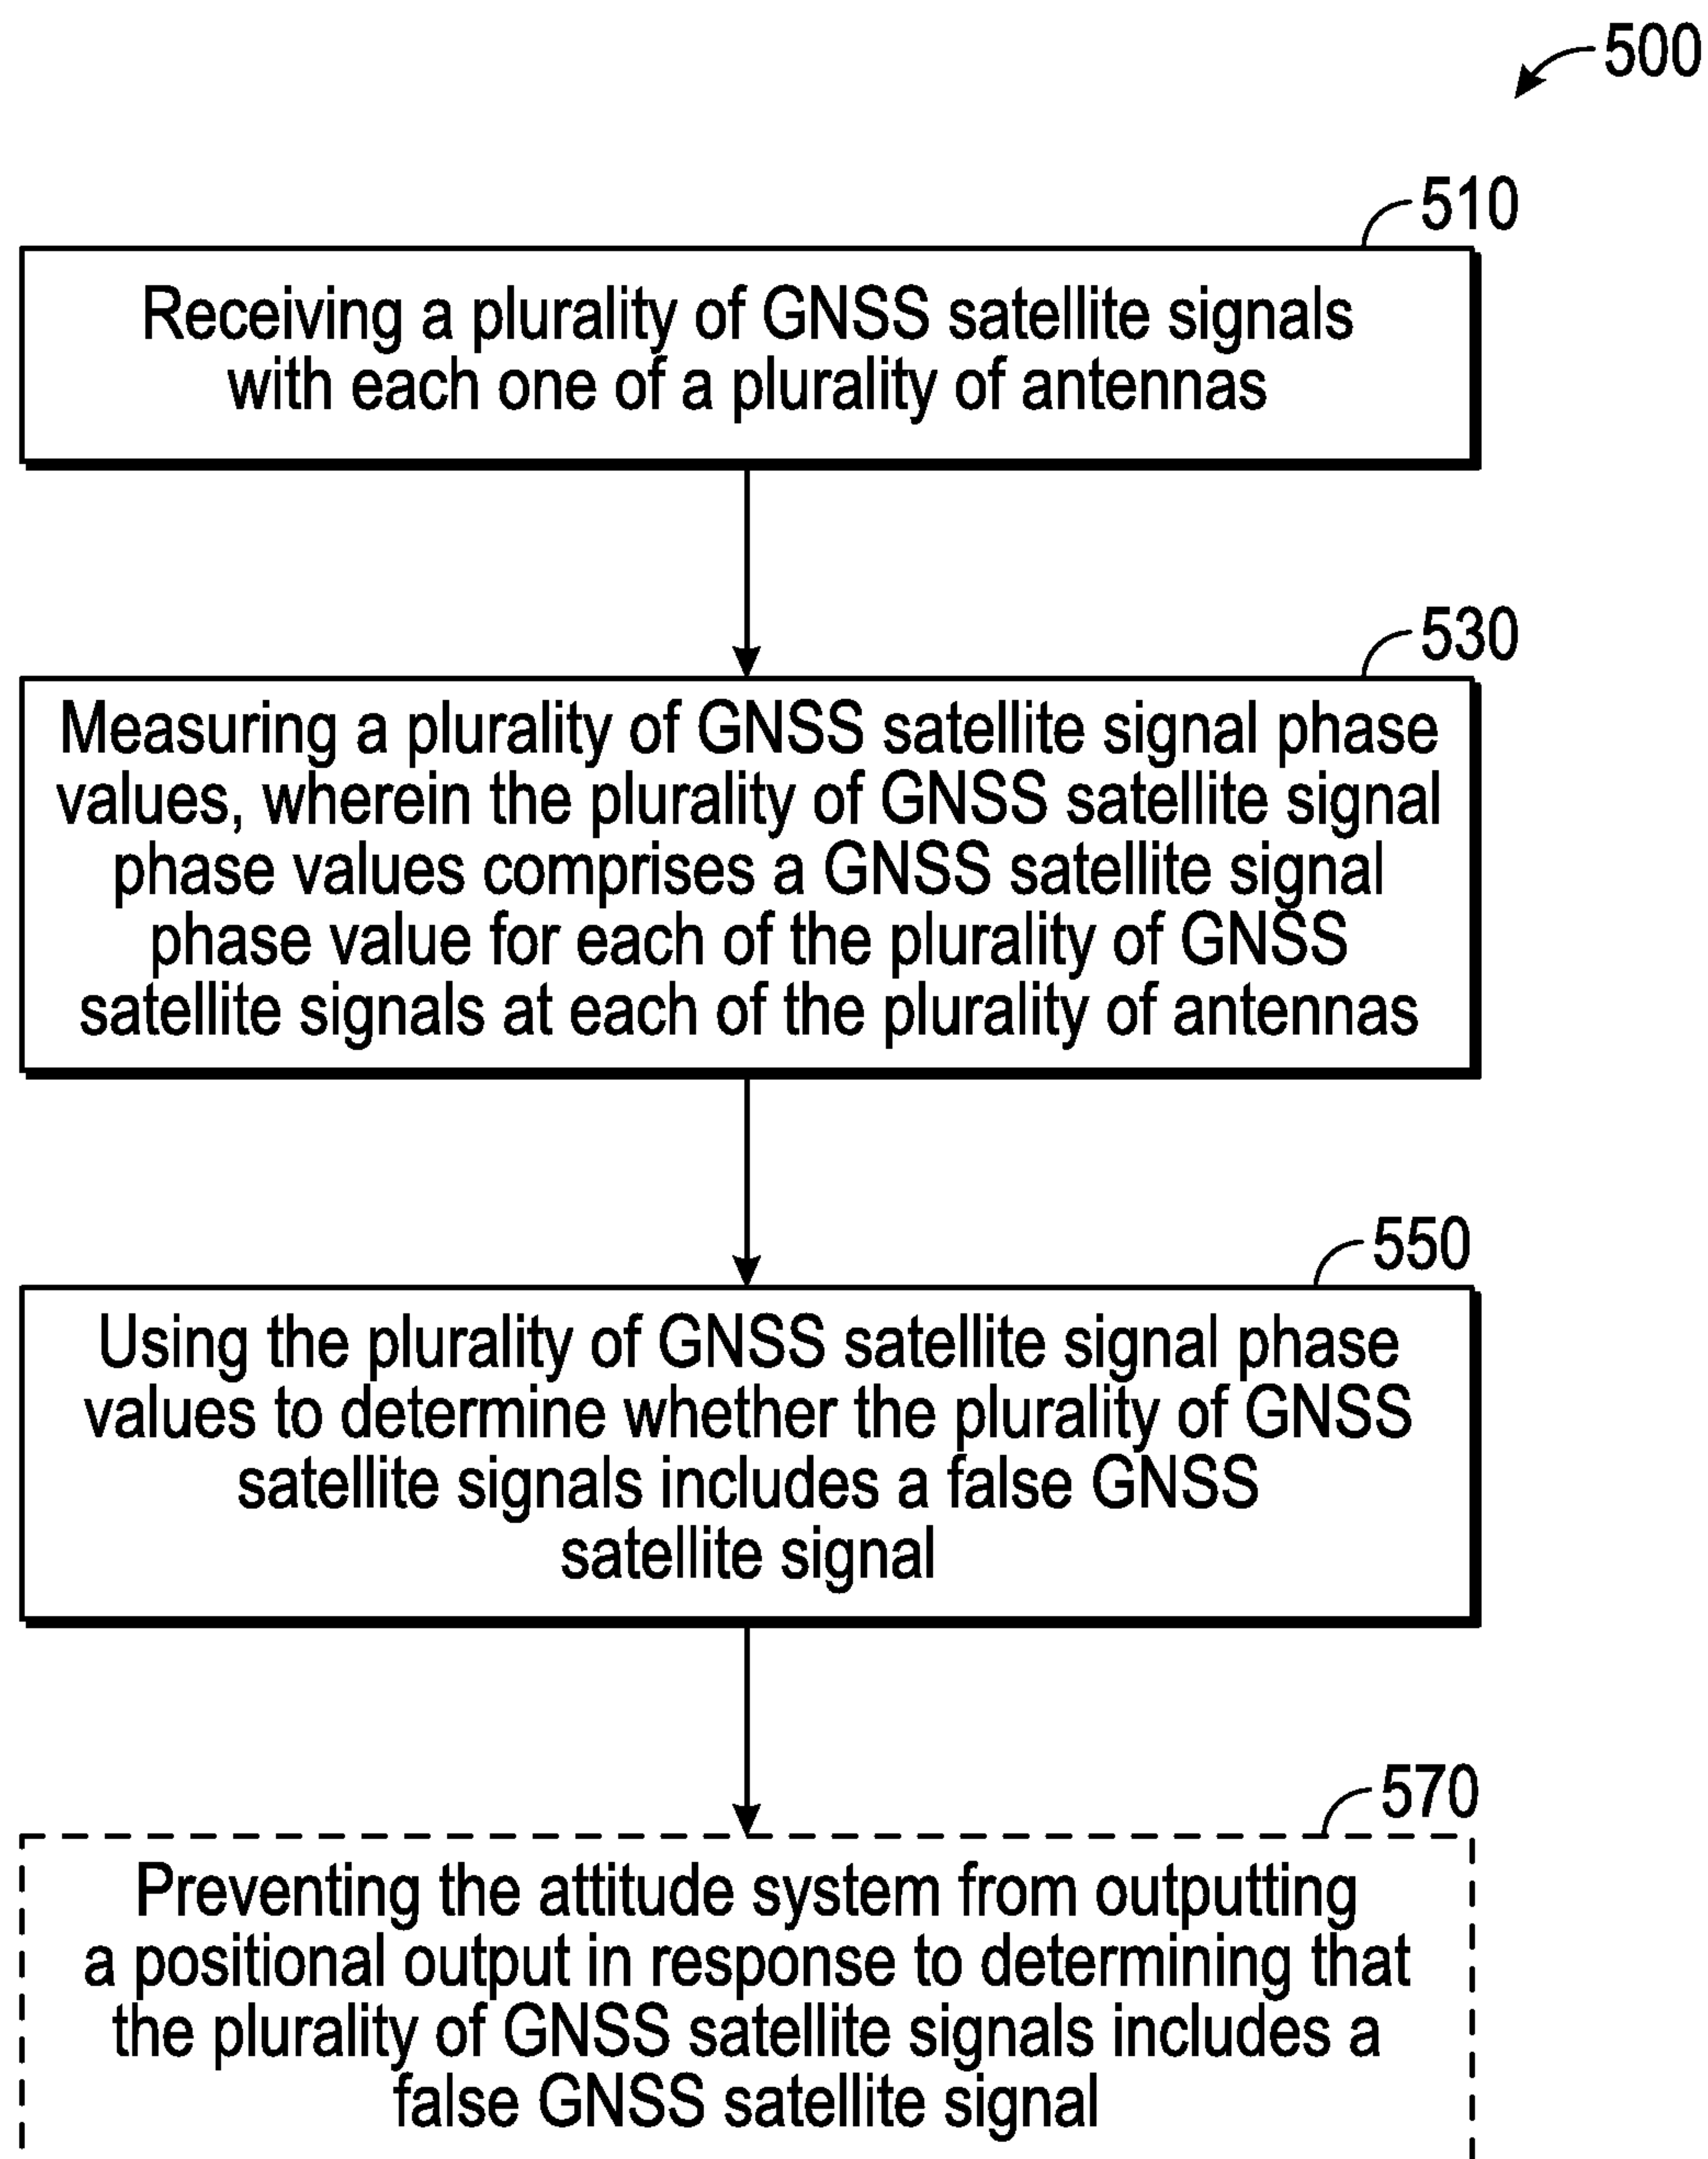 500
510
Receiving a plurality of GNSS satellite signals
with each one of a plurality of antennas
530
Measuring a plurality of GNSS satellite signal phase
values, wherein the plurality of GNSS satellite signal
phase values comprises a GNSS satellite signal
phase value for each of the plurality of GNSS
satellite signals at each of the plurality of antennas
550
Using the plurality of GNSS satellite signal phase
values to determine whether the plurality of GNSS
satellite signals includes a false GNSS
satellite signal
570
Preventing the attitude system from outputting
a positional output in response to determining that
the plurality of GNSS satellite signals includes a
false GNSS satellite signal